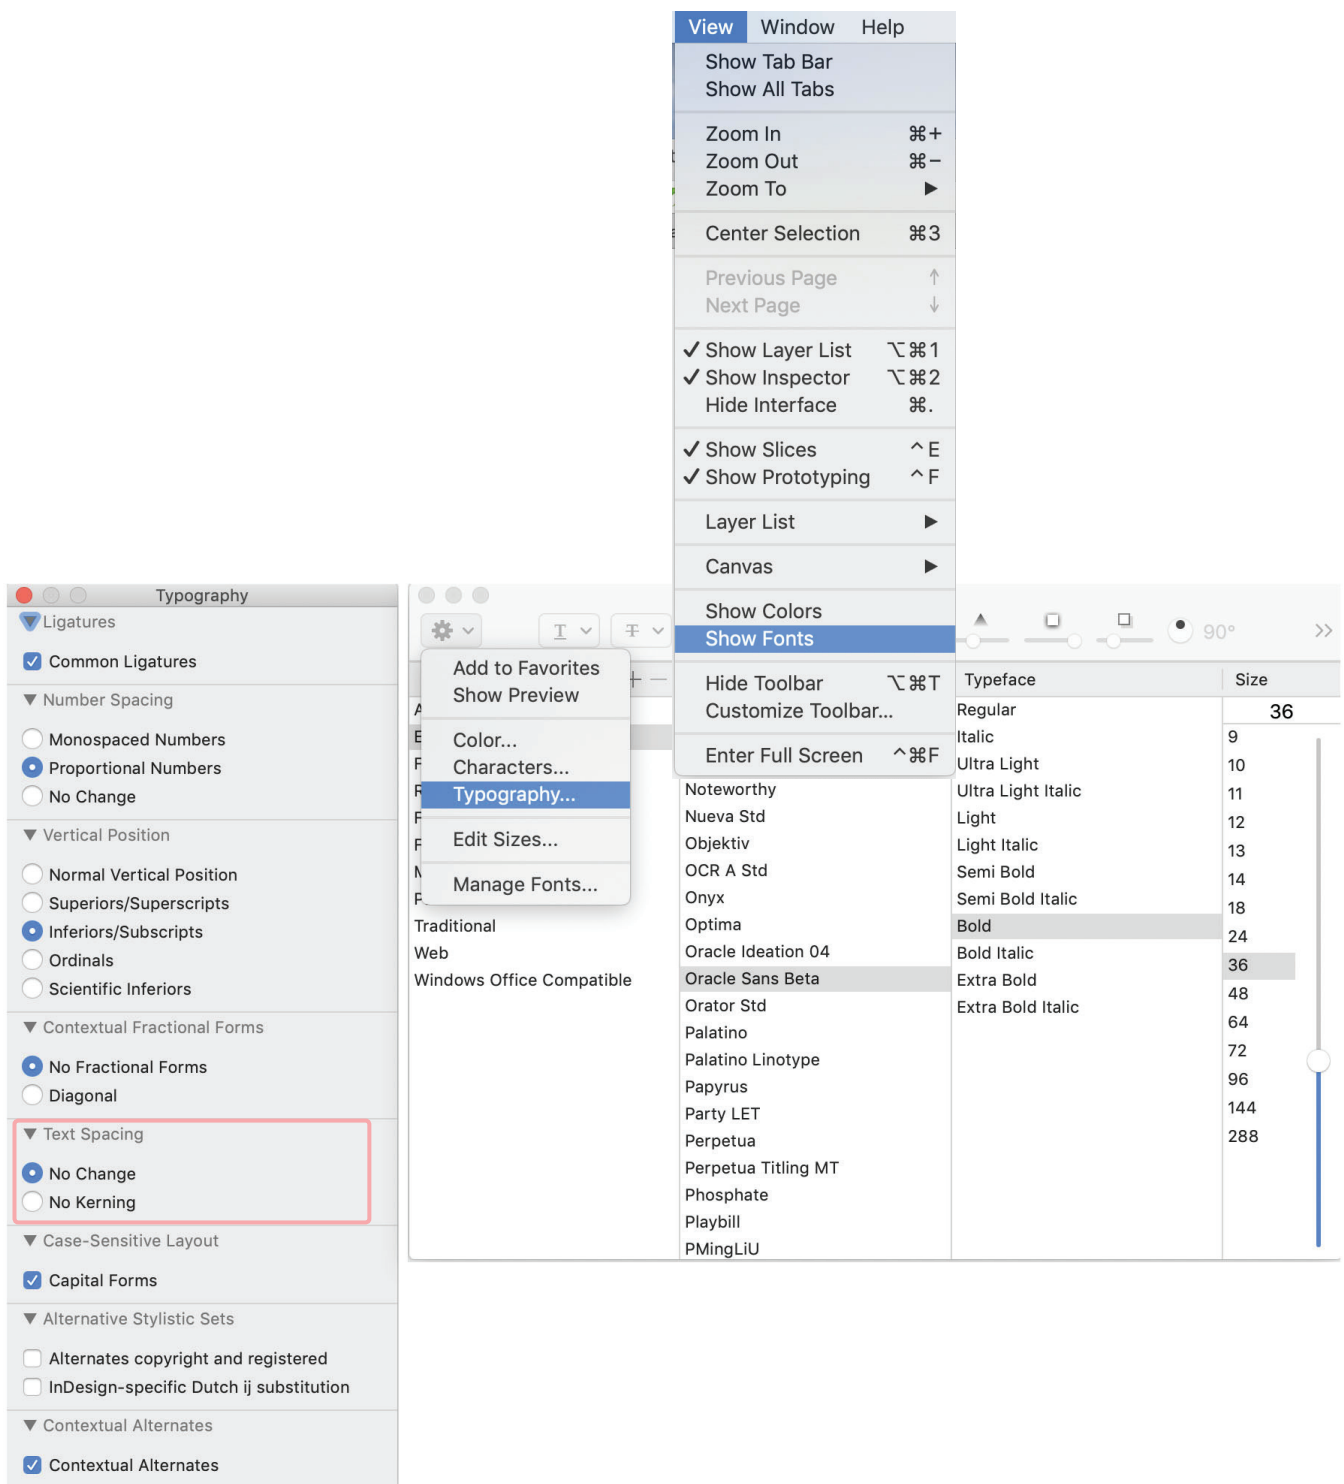 View Window Help
Show Tab Bar
Show All Tabs
Zoom In ⌘+
Zoom Out ⌘−
Zoom To ▶
Center Selection ⌘3
Previous Page ↑
Next Page ↓
✓ Show Layer List ⌥⌘1
✓ Show Inspector ⌥⌘2
Hide Interface ⌘.
✓ Show Slices ^E
✓ Show Prototyping ^F
Layer List ▶
Canvas ▶
Show Colors
Show Fonts
Hide Toolbar ⌥⌘T
Customize Toolbar...
Enter Full Screen ^⌘F
Typography
Ligatures
Common Ligatures
Number Spacing
Monospaced Numbers
Proportional Numbers
No Change
Vertical Position
Normal Vertical Position
Superiors/Superscripts
Inferiors/Subscripts
Ordinals
Scientific Inferiors
Contextual Fractional Forms
No Fractional Forms
Diagonal
Text Spacing
No Change
No Kerning
Case-Sensitive Layout
Capital Forms
Alternative Stylistic Sets
Alternates copyright and registered
InDesign-specific Dutch ij substitution
Contextual Alternates
Contextual Alternates
T T
90°
Add to Favorites
Show Preview
Color...
Characters...
Typography...
Edit Sizes...
Manage Fonts...
Traditional
Web
Windows Office Compatible
Noteworthy
Nueva Std
Objektiv
OCR A Std
Onyx
Optima
Oracle Ideation 04
Oracle Sans Beta
Orator Std
Palatino
Palatino Linotype
Papyrus
Party LET
Perpetua
Perpetua Titling MT
Phosphate
Playbill
PMingLiU
Typeface
Regular
Italic
Ultra Light
Ultra Light Italic
Light
Light Italic
Semi Bold
Semi Bold Italic
Bold
Bold Italic
Extra Bold
Extra Bold Italic
Size
36
9
10
11
12
13
14
18
24
36
48
64
72
96
144
288